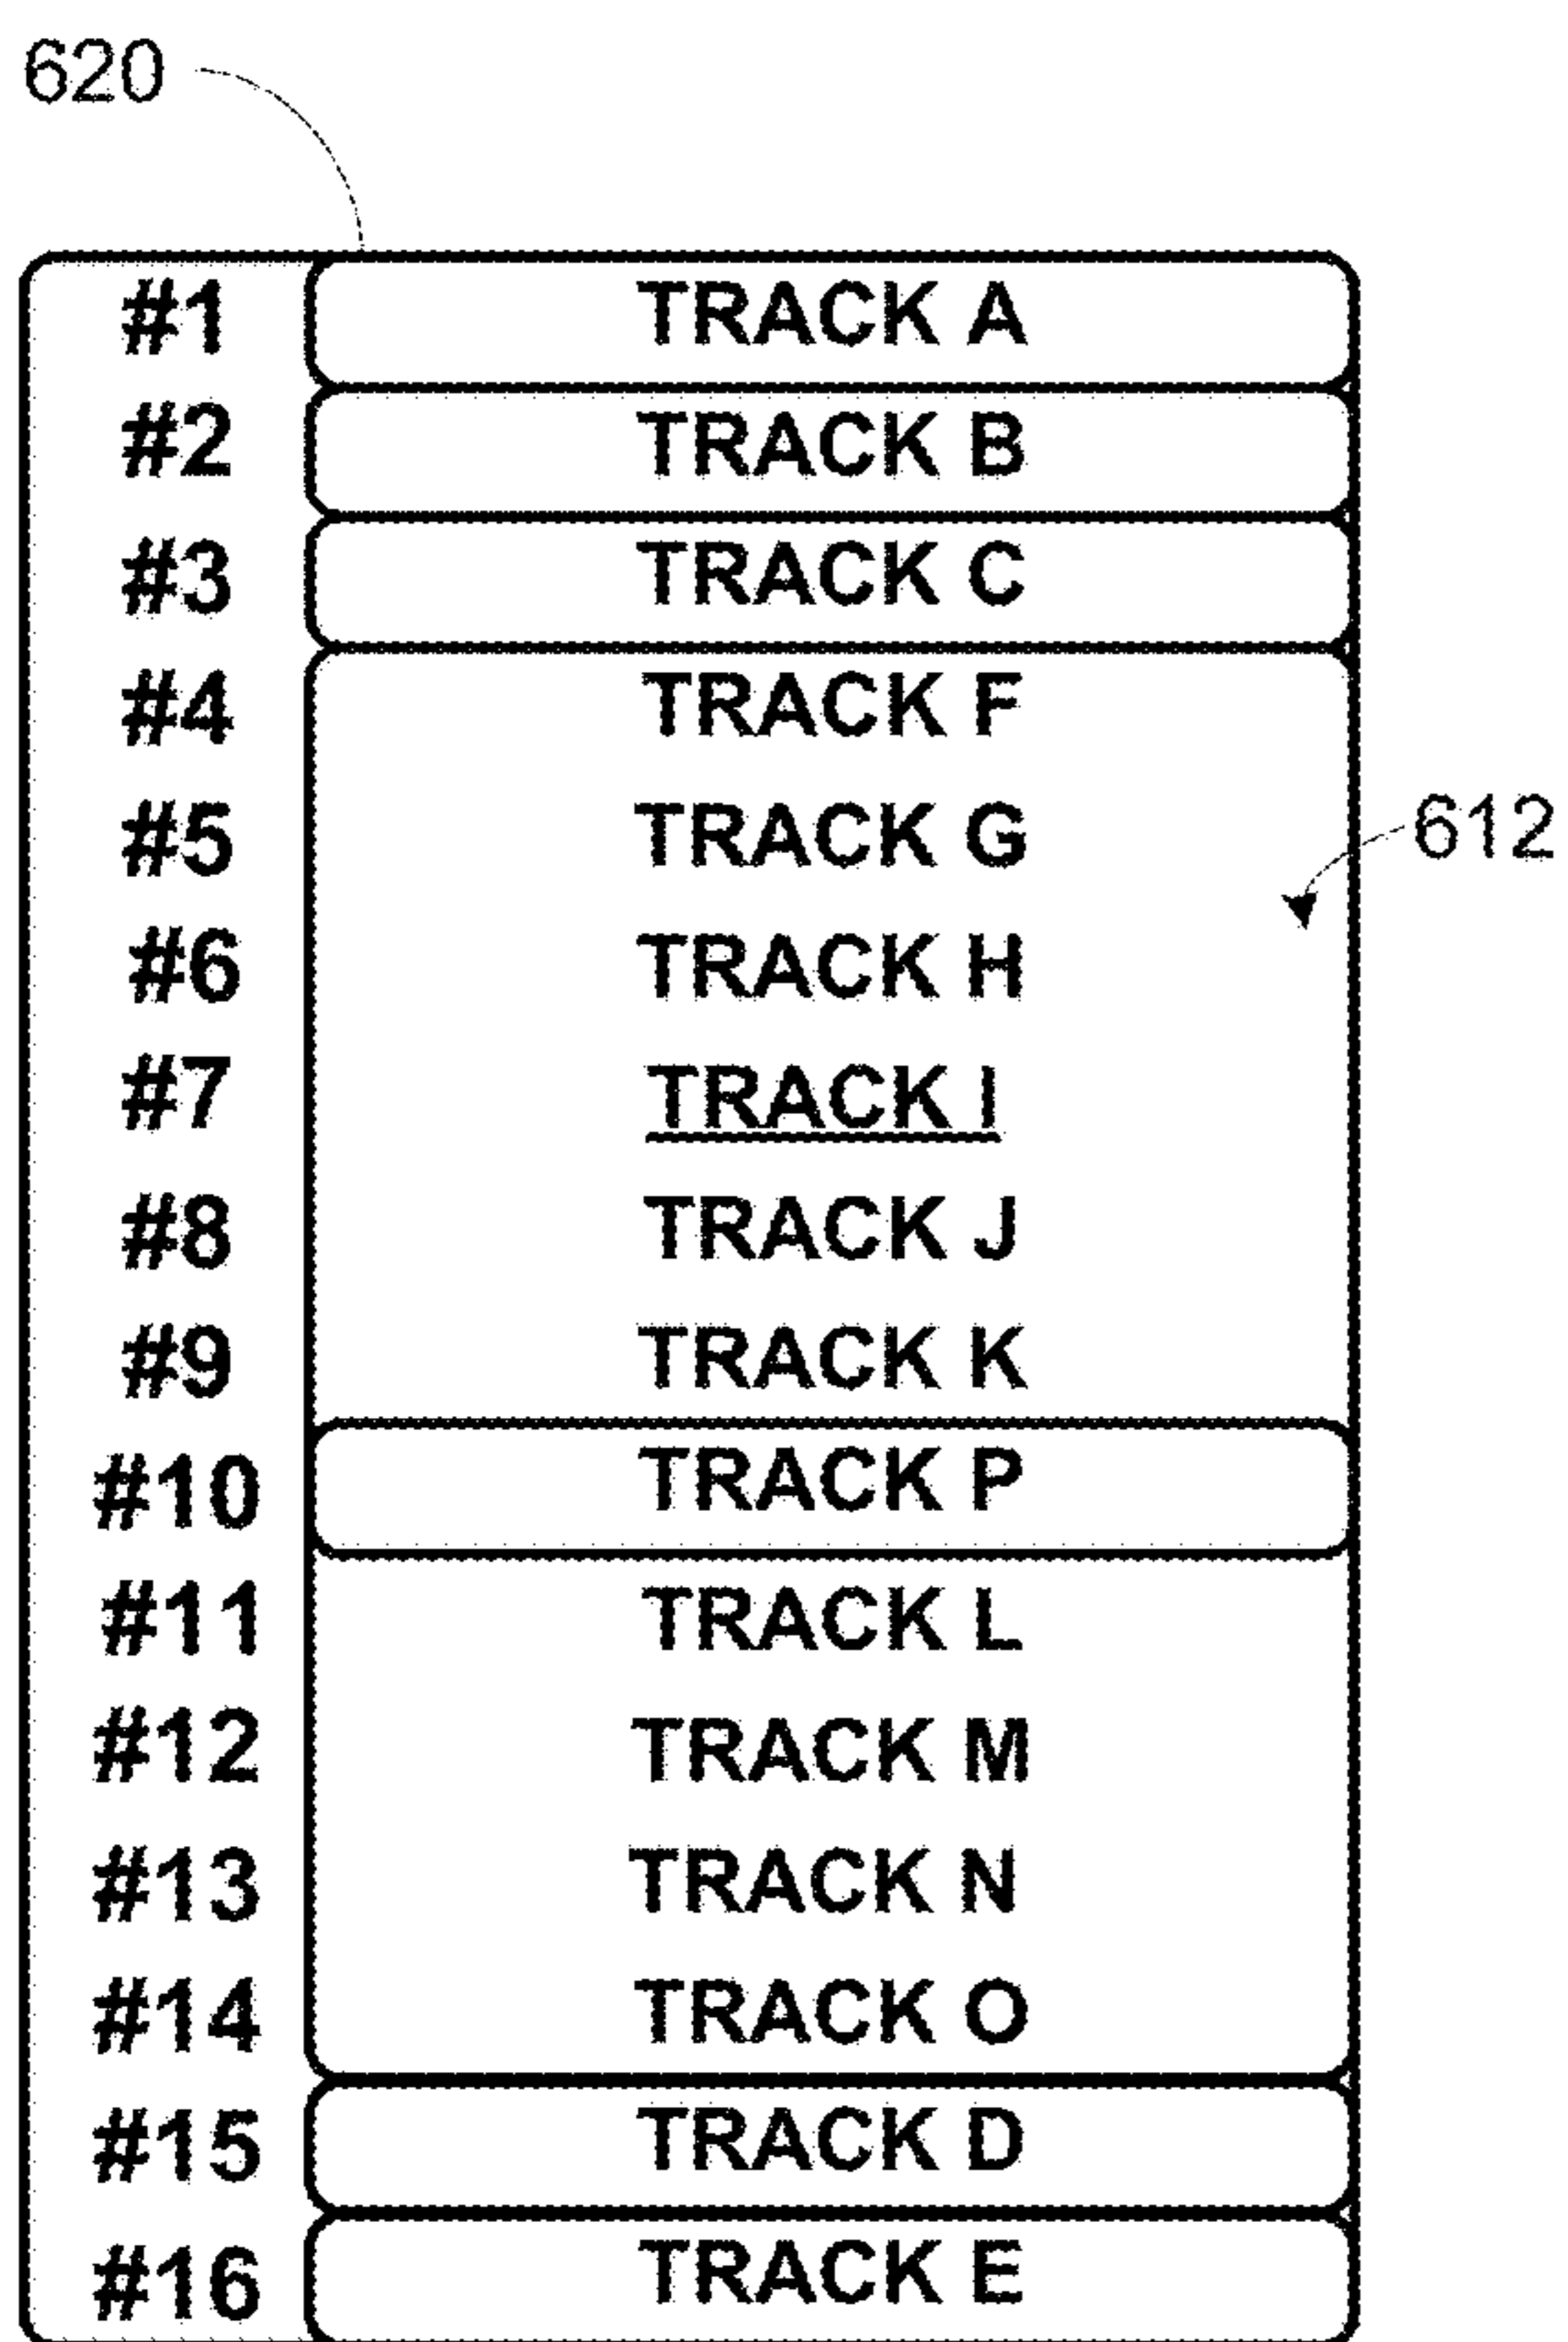 620
#1 TRACK A
#2 TRACK B
#3 TRACK C
#4 TRACK F
#5 TRACK G
612
#6 TRACK H
#7 TRACK I
#8 TRACK J
#9 TRACK K
#10 TRACK P
#11 TRACK L
#12 TRACK M
#13 TRACK N
#14 TRACK O
#15 TRACK D
#16 TRACK E